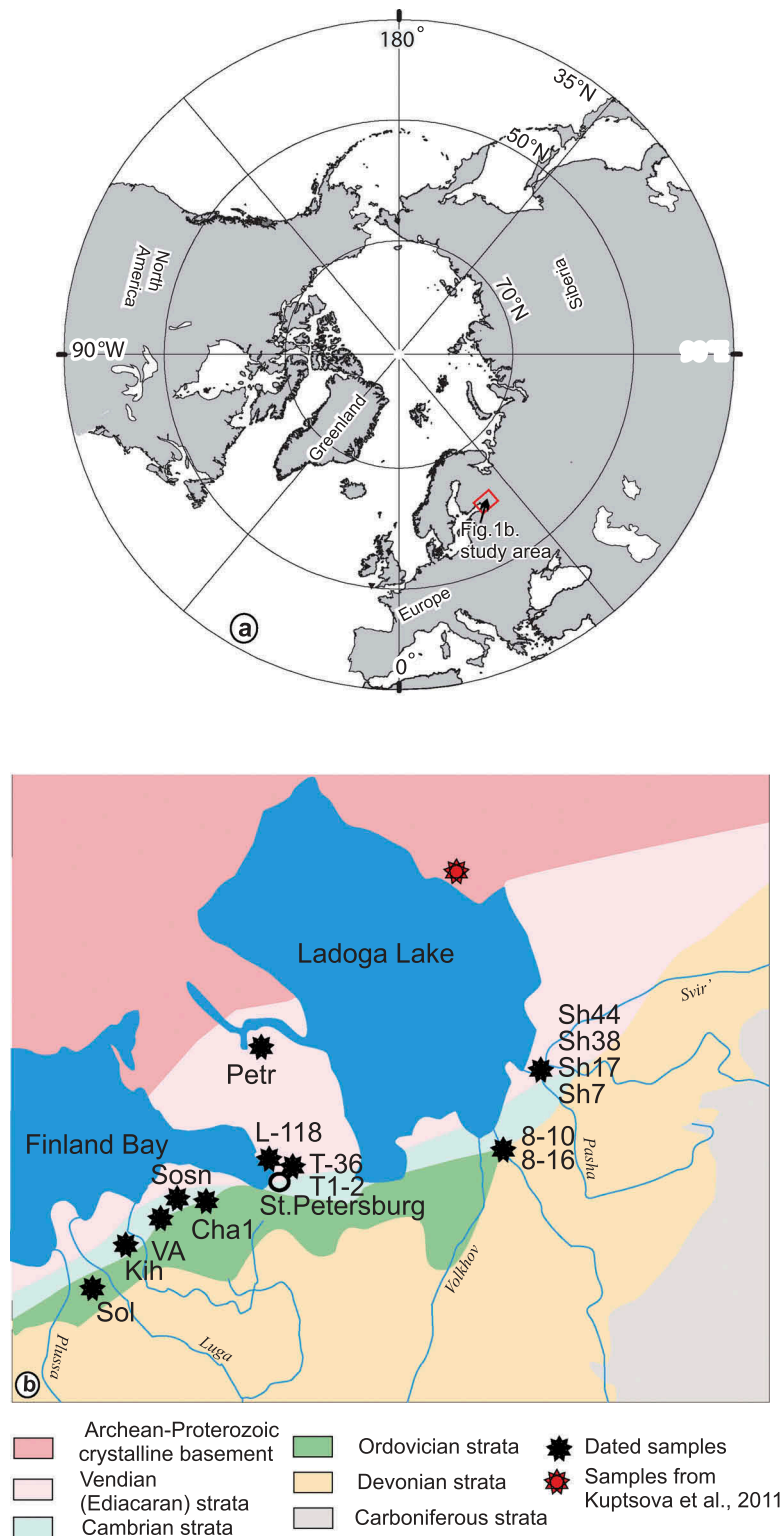 180°
35°N
50°N
70°N
North
America
Siberia
90°W
Greenland
Fig.1b.
study area
Europe
a
0°
Ladoga Lake
Svir'
Sh44
Sh38
Sh17
Sh7
Petr
Finland Bay
L-118
T-36
T1-2
8-10
8-16
Pasha
Sosn
St.Petersburg
Cha1
VA
Kih
Sol
Volkhov
Luga
Plussa
b
Archean-Proterozoic
crystalline basement
Vendian
(Ediacaran) strata
Cambrian strata
Ordovician strata
Devonian strata
Carboniferous strata
Dated samples
Samples from
Kuptsova et al., 2011